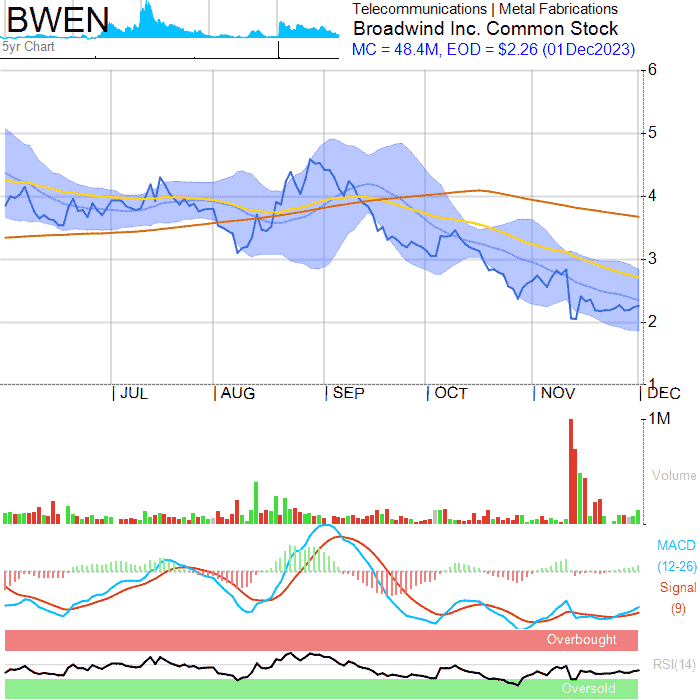 BWEN
5yr Chart
Telecommunications | Metal Fabrications
Broadwind Inc. Common Stock
MC = 48.4M, EOD = $2.26 (01Dec2023)
6
5
4
3
2
1
JUL AUG SEP OCT NOV DEC
1M
Volume
MACD
(12-26)
Signal
(9)
Overbought
RSI(14)
Oversold